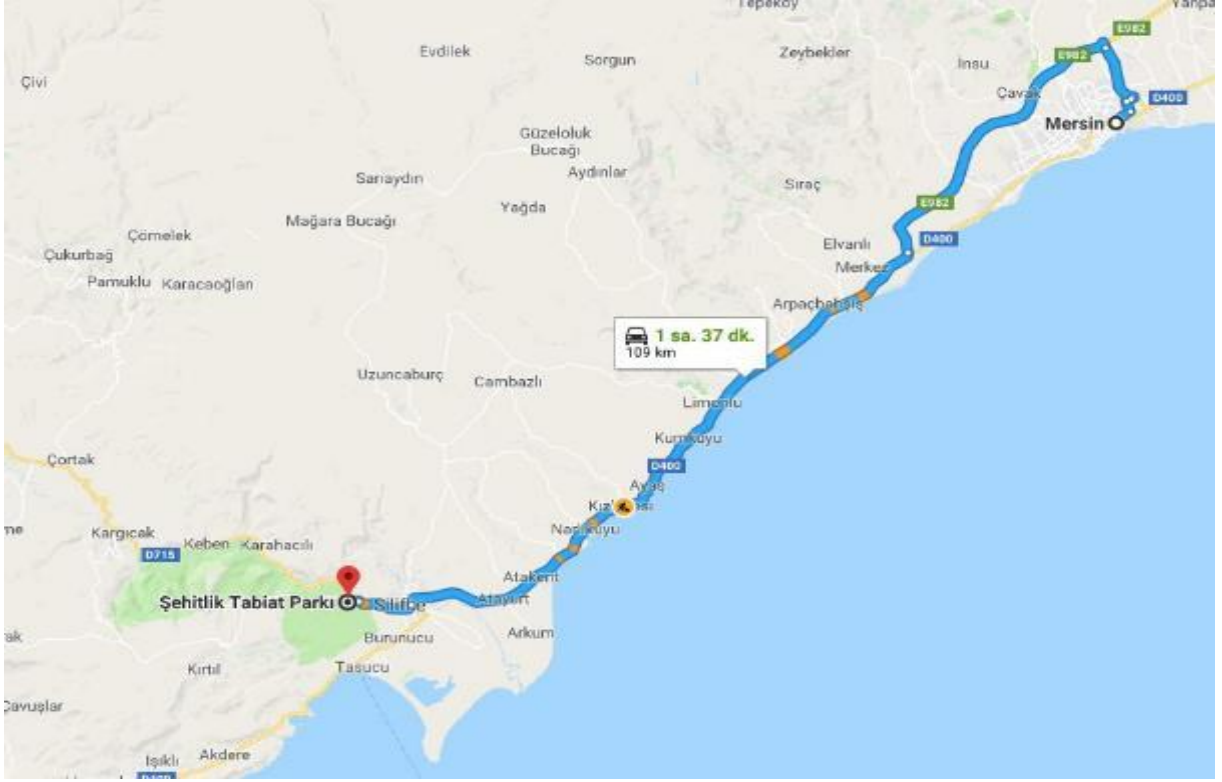 Tepeköy
Yanpa
E982
Evdilek
Sorgun
Zeybekler
İnsu
E982
Çivi
Çavak
D400
Mersin
Güzeloluk
Bucağı
Aydınlar
Sarıaydın
Sıraç
Yağda
E982
Mağara Bucağı
Çömelek
Elvanlı
D400
Çukurbağ
Merkez
Pamuklu
Karacaoğlan
Arpaçbahşiş
1 sa. 37 dk.
109 km
Uzuncaburç
Cambazlı
Limonlu
Kumkuyu
Çortak
D400
Ayaş
Narlıkuyu
Kargıcak
Keben
Karahacılı
D715
Atakent
Şehitlik Tabiat Parkı
Silifke
Atayurt
Burunucu
Arkum
Kırtıl
Tasucu
Çavuşlar
Işıklı
Akdere
D400